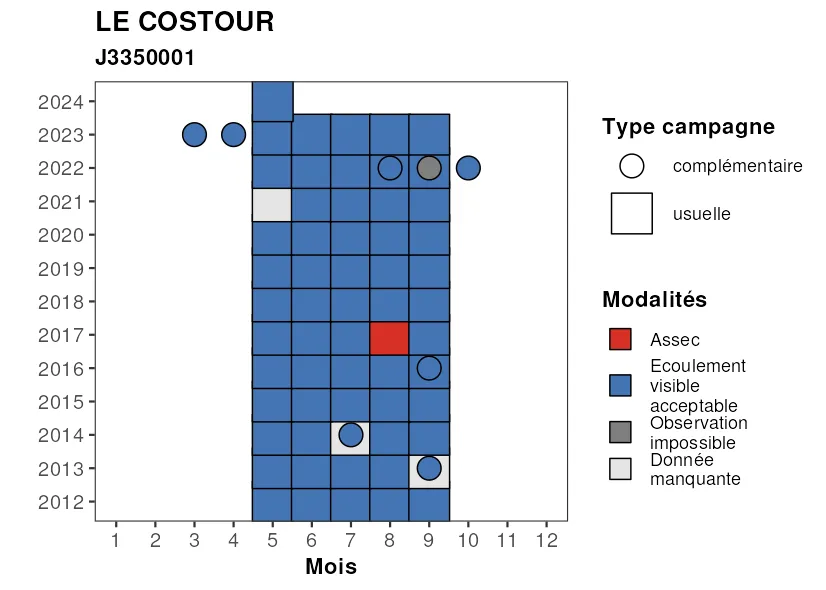 LE COSTOUR
J3350001
2024
2023
2022
2021
2020
2019
2018
2017
2016
2015
2014
2013
2012
1 2 3 4 5 6 7 8 9 10 11 12
Mois
Type campagne
complémentaire
usuelle
Modalités
Assec
Ecoulement
visible
acceptable
Observation
impossible
Donnée
manquante